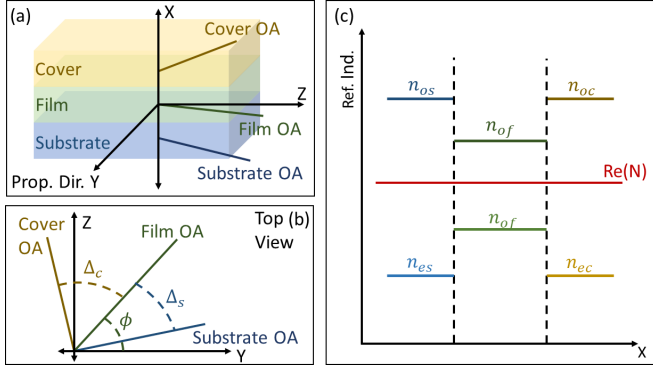 (a)
X
Cover OA
Cover
Z
Film
Film OA
Substrate
Substrate OA
Prop. Dir. Y
Cover
OA
Z
Film OA
Top (b)
View
Δc
Δs
ϕ
Substrate OA
Y
(c)
Ref. Ind.
nos
noc
nof
Re(N)
nof
nes
nec
X